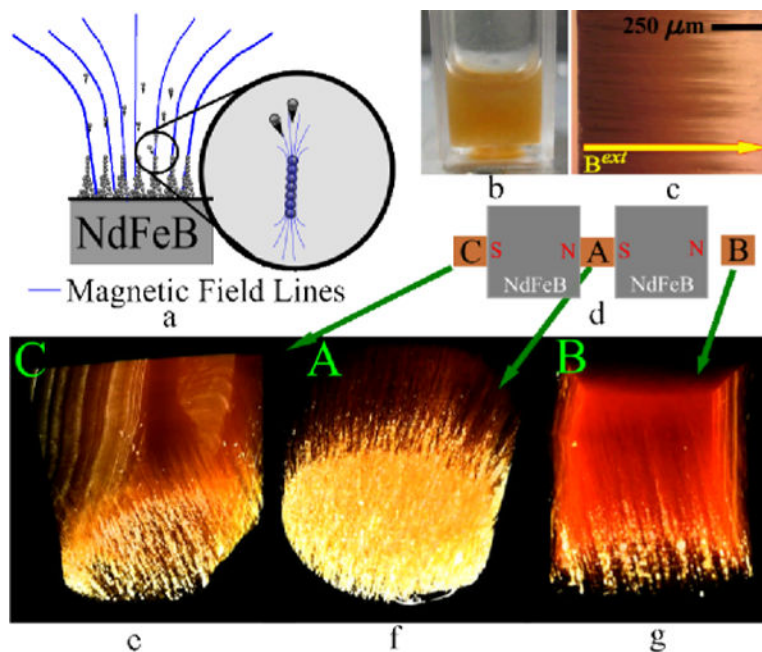 NdFeB
— Magnetic Field Lines
a
b
250 μm
B^ext
c
C S N A S N B
NdFeB NdFeB
d
C A B
e f g